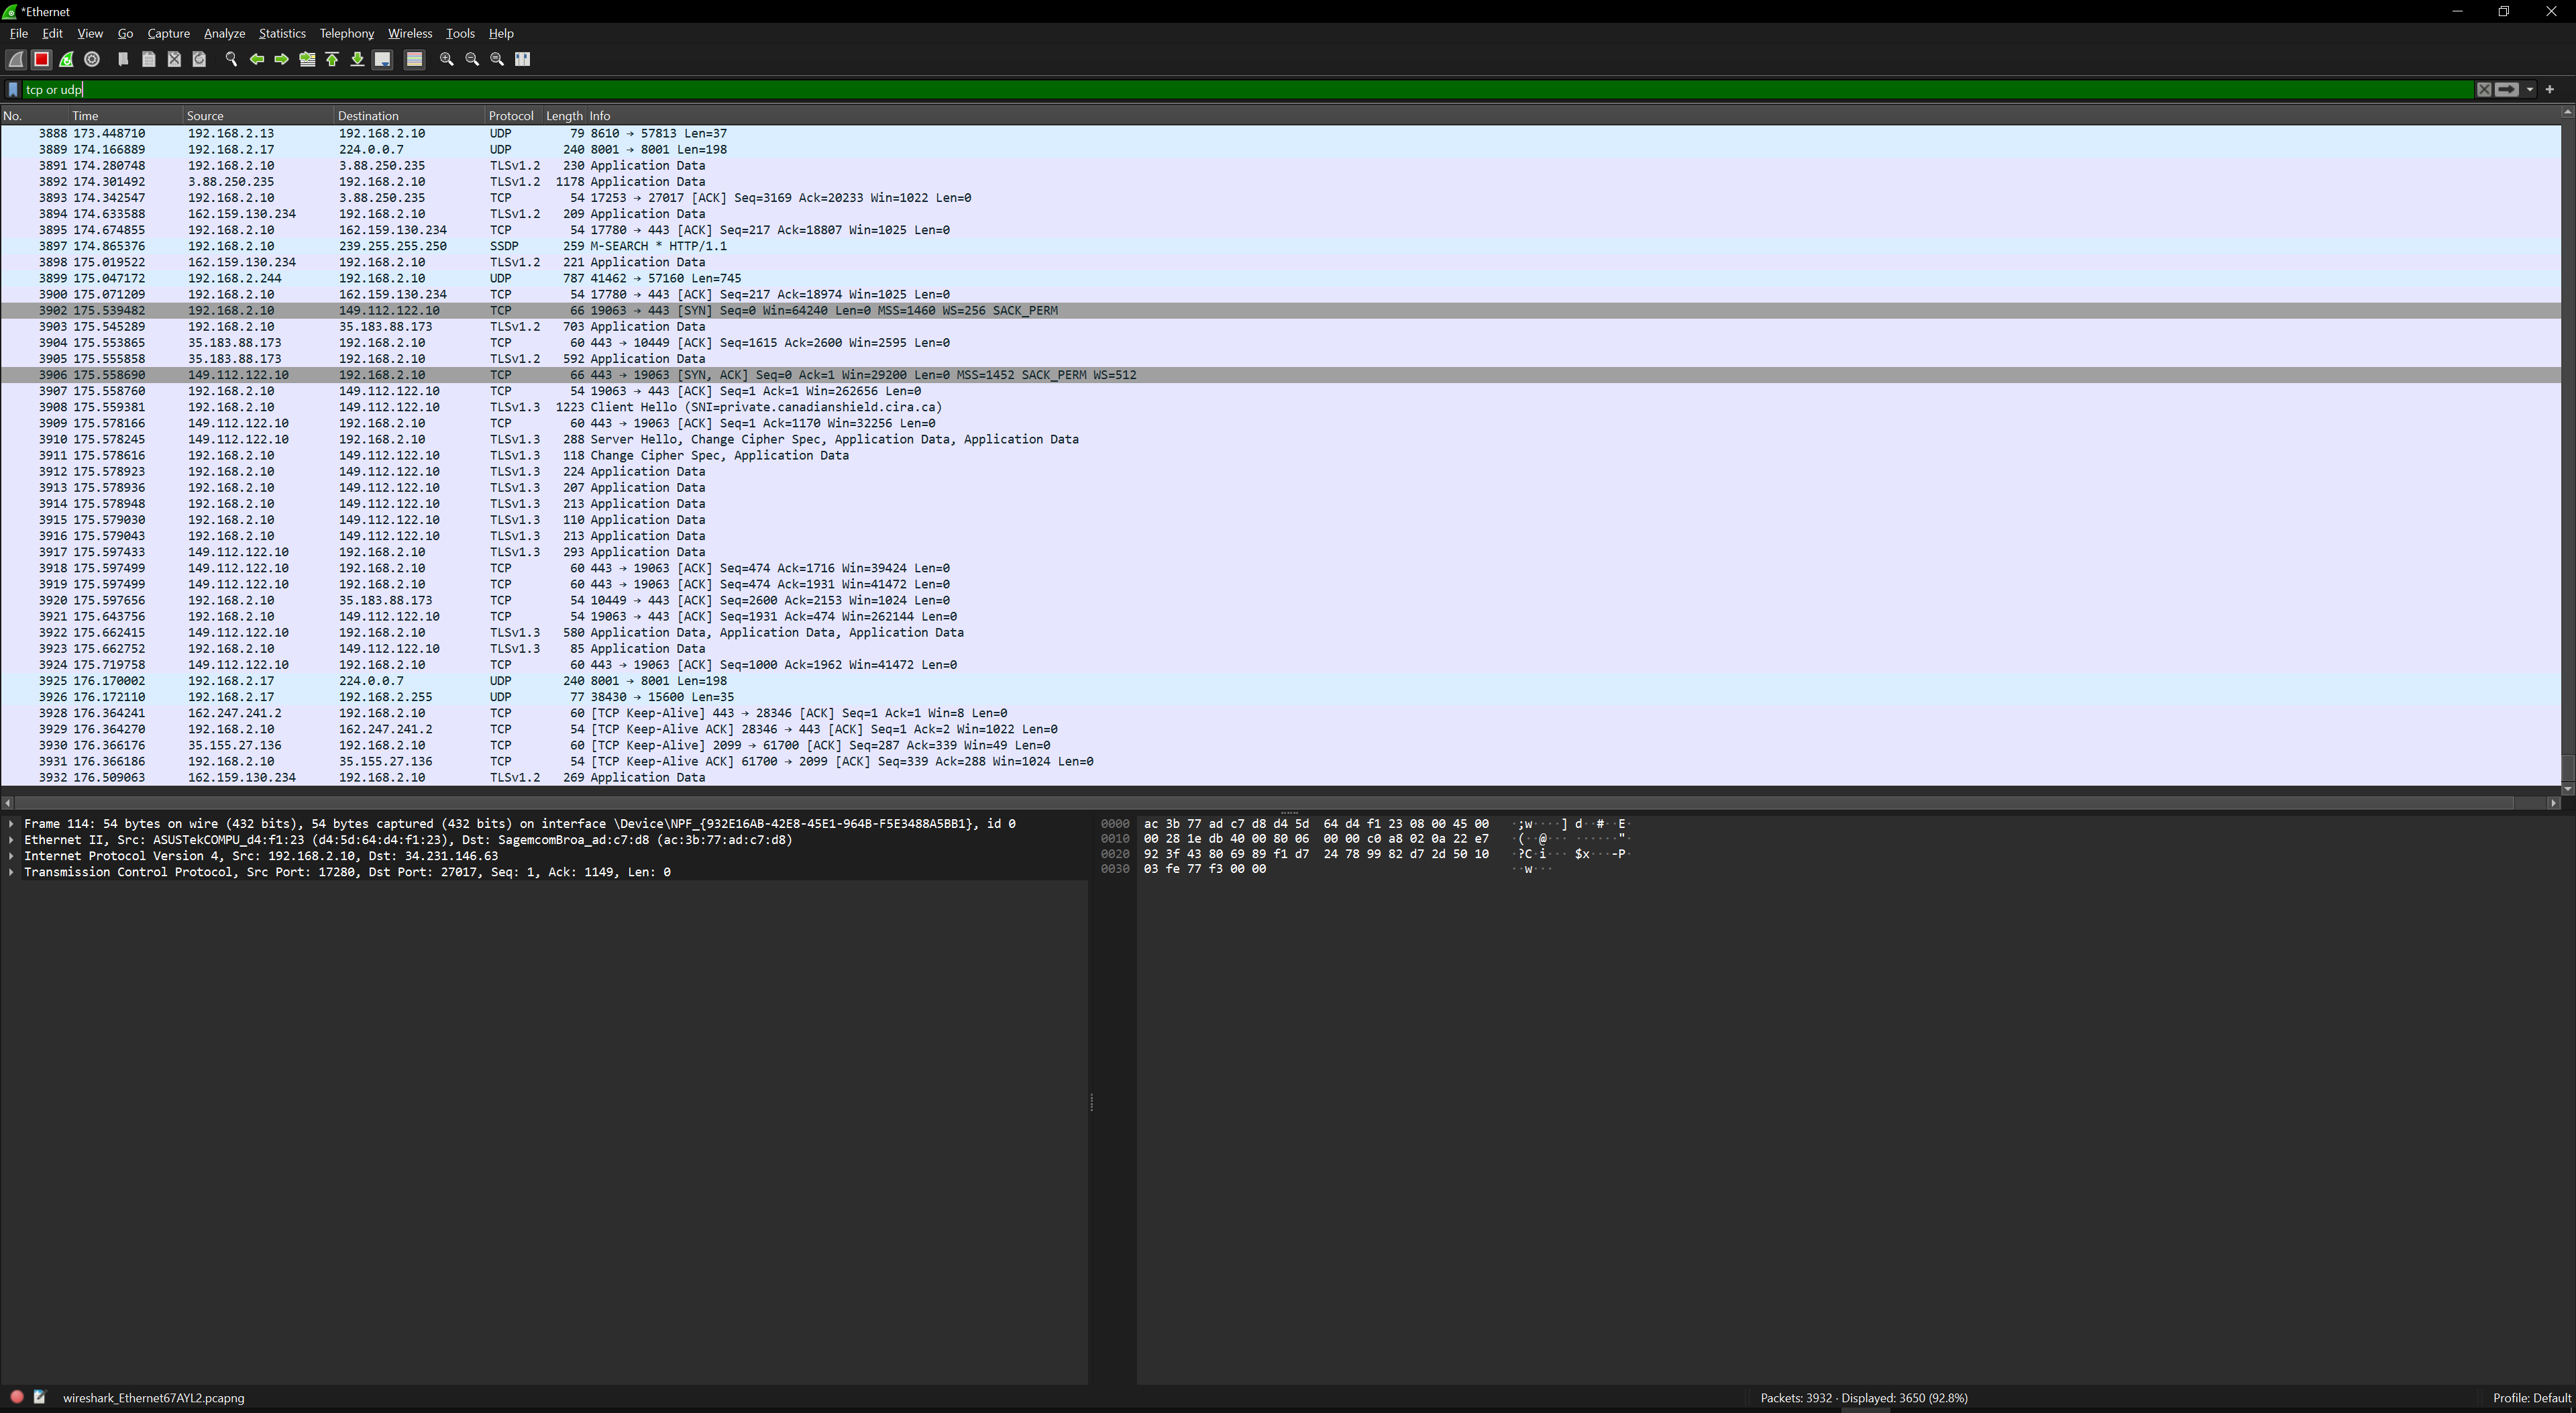 *Ethernet
File Edit View Go Capture Analyze Statistics Telephony Wireless Tools Help
tcp or udp
No. Time Source Destination Protocol Length Info
3888 173.448710 192.168.2.13 192.168.2.10 UDP 79 8610 → 57813 Len=37
3889 174.166889 192.168.2.17 224.0.0.7 UDP 240 8001 → 8001 Len=198
3891 174.280748 192.168.2.10 3.88.250.235 TLSv1.2 230 Application Data
3892 174.301492 3.88.250.235 192.168.2.10 TLSv1.2 1178 Application Data
3893 174.342547 192.168.2.10 3.88.250.235 TCP 54 17253 → 27017 [ACK] Seq=3169 Ack=20233 Win=1022 Len=0
3894 174.633588 162.159.130.234 192.168.2.10 TLSv1.2 209 Application Data
3895 174.674855 192.168.2.10 162.159.130.234 TCP 54 17780 → 443 [ACK] Seq=217 Ack=18807 Win=1025 Len=0
3897 174.865376 192.168.2.10 239.255.255.250 SSDP 259 M-SEARCH * HTTP/1.1
3898 175.019522 162.159.130.234 192.168.2.10 TLSv1.2 221 Application Data
3899 175.047172 192.168.2.244 192.168.2.10 UDP 787 41462 → 57160 Len=745
3900 175.071209 192.168.2.10 162.159.130.234 TCP 54 17780 → 443 [ACK] Seq=217 Ack=18974 Win=1025 Len=0
3902 175.539482 192.168.2.10 149.112.122.10 TCP 66 19063 → 443 [SYN] Seq=0 Win=64240 Len=0 MSS=1460 WS=256 SACK_PERM
3903 175.545289 192.168.2.10 35.183.88.173 TLSv1.2 703 Application Data
3904 175.553865 35.183.88.173 192.168.2.10 TCP 60 443 → 10449 [ACK] Seq=1615 Ack=2600 Win=2595 Len=0
3905 175.555858 35.183.88.173 192.168.2.10 TLSv1.2 592 Application Data
3906 175.558690 149.112.122.10 192.168.2.10 TCP 66 443 → 19063 [SYN, ACK] Seq=0 Ack=1 Win=29200 Len=0 MSS=1452 SACK_PERM WS=512
3907 175.558760 192.168.2.10 149.112.122.10 TCP 54 19063 → 443 [ACK] Seq=1 Ack=1 Win=262656 Len=0
3908 175.559381 192.168.2.10 149.112.122.10 TLSv1.3 1223 Client Hello (SNI=private.canadianshield.cira.ca)
3909 175.578166 149.112.122.10 192.168.2.10 TCP 60 443 → 19063 [ACK] Seq=1 Ack=1170 Win=32256 Len=0
3910 175.578245 149.112.122.10 192.168.2.10 TLSv1.3 288 Server Hello, Change Cipher Spec, Application Data, Application Data
3911 175.578616 192.168.2.10 149.112.122.10 TLSv1.3 118 Change Cipher Spec, Application Data
3912 175.578923 192.168.2.10 149.112.122.10 TLSv1.3 224 Application Data
3913 175.578936 192.168.2.10 149.112.122.10 TLSv1.3 207 Application Data
3914 175.578948 192.168.2.10 149.112.122.10 TLSv1.3 213 Application Data
3915 175.579030 192.168.2.10 149.112.122.10 TLSv1.3 110 Application Data
3916 175.579043 192.168.2.10 149.112.122.10 TLSv1.3 213 Application Data
3917 175.597433 149.112.122.10 192.168.2.10 TLSv1.3 293 Application Data
3918 175.597499 149.112.122.10 192.168.2.10 TCP 60 443 → 19063 [ACK] Seq=474 Ack=1716 Win=39424 Len=0
3919 175.597499 149.112.122.10 192.168.2.10 TCP 60 443 → 19063 [ACK] Seq=474 Ack=1931 Win=41472 Len=0
3920 175.597656 192.168.2.10 35.183.88.173 TCP 54 10449 → 443 [ACK] Seq=2600 Ack=2153 Win=1024 Len=0
3921 175.643756 192.168.2.10 149.112.122.10 TCP 54 19063 → 443 [ACK] Seq=1931 Ack=474 Win=262144 Len=0
3922 175.662415 149.112.122.10 192.168.2.10 TLSv1.3 580 Application Data, Application Data, Application Data
3923 175.662752 192.168.2.10 149.112.122.10 TLSv1.3 85 Application Data
3924 175.719758 149.112.122.10 192.168.2.10 TCP 60 443 → 19063 [ACK] Seq=1000 Ack=1962 Win=41472 Len=0
3925 176.170002 192.168.2.17 224.0.0.7 UDP 240 8001 → 8001 Len=198
3926 176.172110 192.168.2.17 192.168.2.255 UDP 77 38430 → 15600 Len=35
3928 176.364241 162.247.241.2 192.168.2.10 TCP 60 [TCP Keep-Alive] 443 → 28346 [ACK] Seq=1 Ack=1 Win=8 Len=0
3929 176.364270 192.168.2.10 162.247.241.2 TCP 54 [TCP Keep-Alive ACK] 28346 → 443 [ACK] Seq=1 Ack=2 Win=1022 Len=0
3930 176.366176 35.155.27.136 192.168.2.10 TCP 60 [TCP Keep-Alive] 2099 → 61700 [ACK] Seq=287 Ack=339 Win=49 Len=0
3931 176.366186 192.168.2.10 35.155.27.136 TCP 54 [TCP Keep-Alive ACK] 61700 → 2099 [ACK] Seq=339 Ack=288 Win=1024 Len=0
3932 176.509063 162.159.130.234 192.168.2.10 TLSv1.2 269 Application Data
Frame 114: 54 bytes on wire (432 bits), 54 bytes captured (432 bits) on interface \Device\NPF_{932E16AB-42E8-45E1-964B-F5E3488A5BB1}, id 0
Ethernet II, Src: ASUSTekCOMPU_d4:f1:23 (d4:5d:64:d4:f1:23), Dst: SagemcomBroa_ad:c7:d8 (ac:3b:77:ad:c7:d8)
Internet Protocol Version 4, Src: 192.168.2.10, Dst: 34.231.146.63
Transmission Control Protocol, Src Port: 17280, Dst Port: 27017, Seq: 1, Ack: 1149, Len: 0
0000 ac 3b 77 ad c7 d8 d4 5d 64 d4 f1 23 08 00 45 00 ·;w····] d··#··E·
0010 00 28 1e db 40 00 80 06 00 00 c0 a8 02 0a 22 e7 ·(··@··· ······"·
0020 92 3f 43 80 69 89 f1 d7 24 78 99 82 d7 2d 50 10 ·?C·i··· $x···-P·
0030 03 fe 77 f3 00 00 ··w···
wireshark_Ethernet67AYL2.pcapng
Packets: 3932 · Displayed: 3650 (92.8%)
Profile: Default